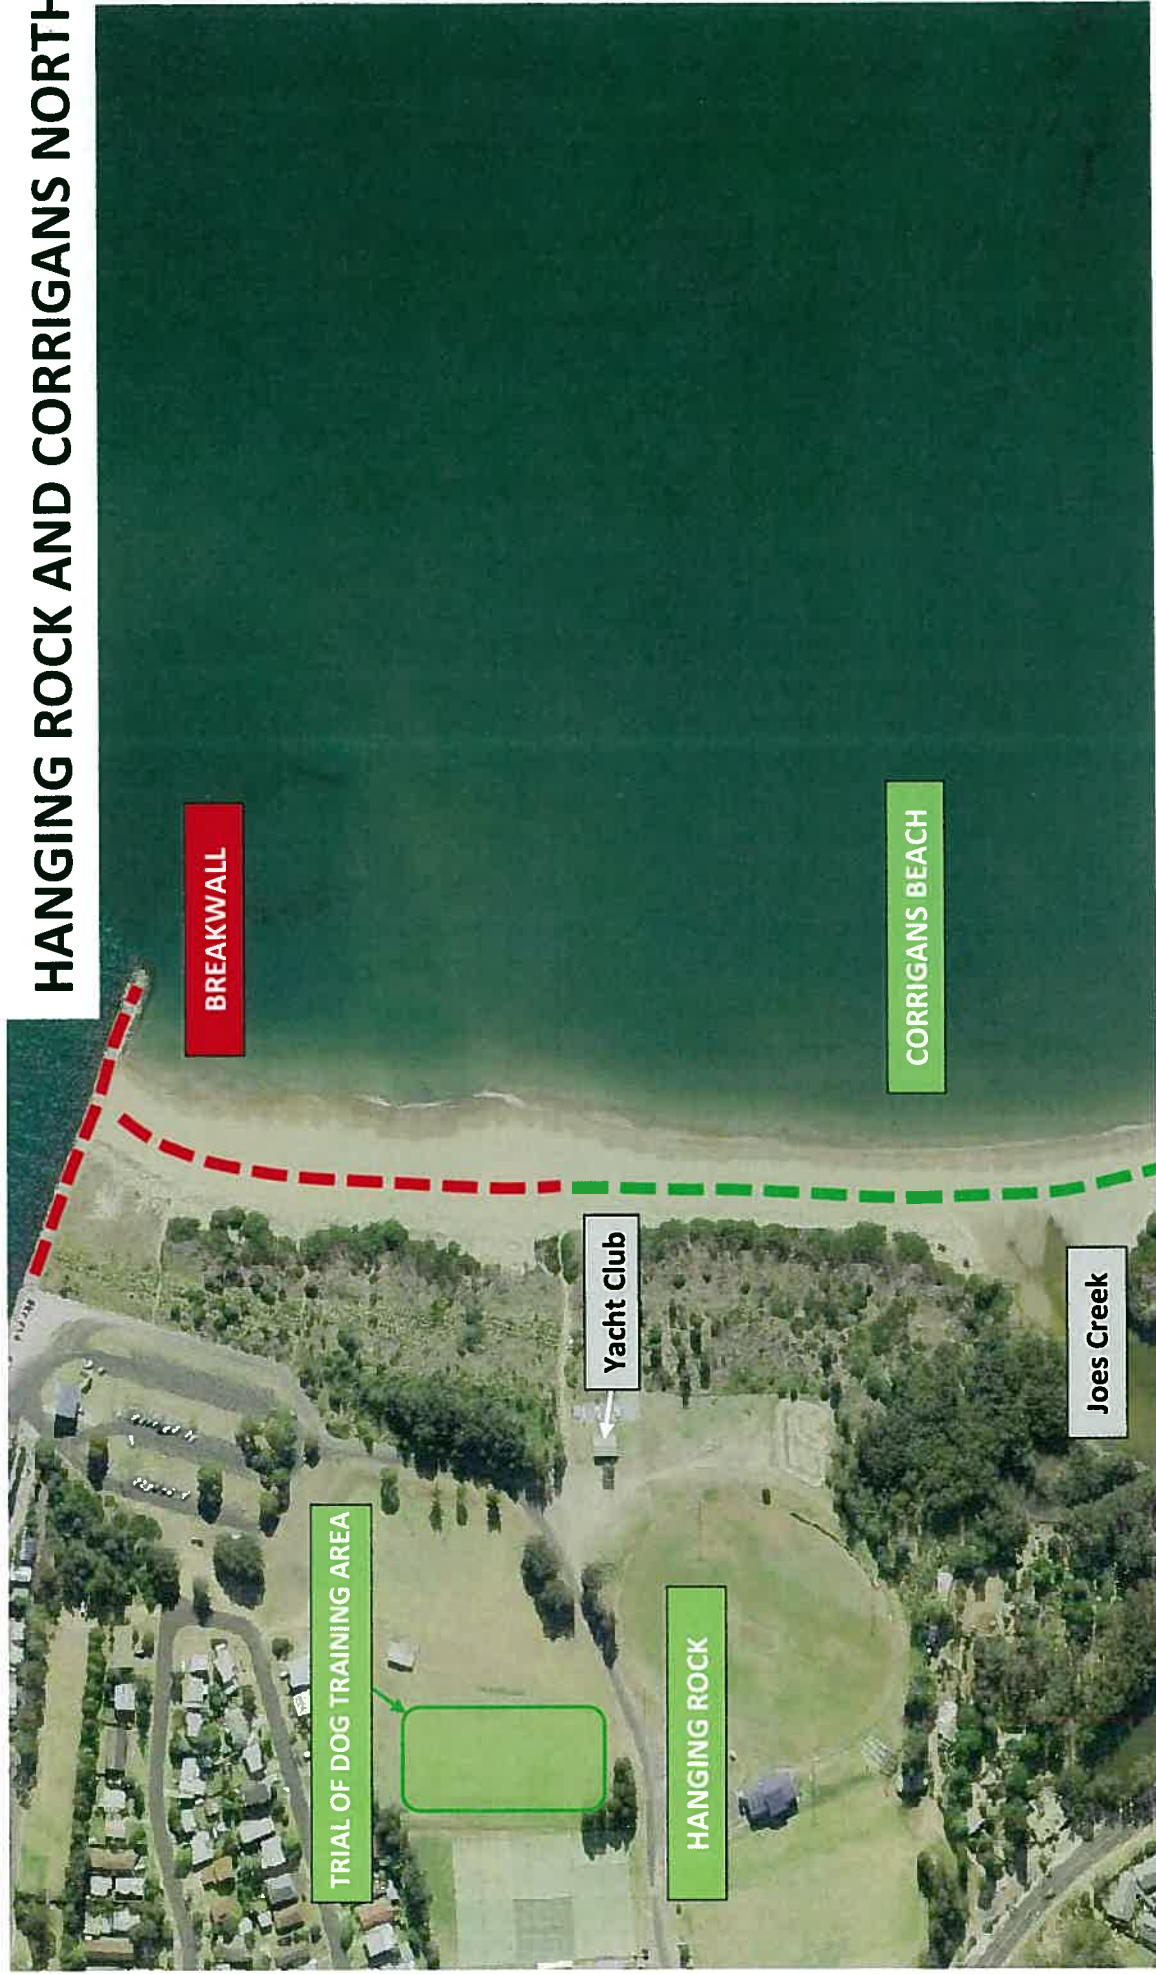 HANGING ROCK AND CORRIGANS NORTH
BREAKWALL
CORRIGANS BEACH
Yacht Club
Joes Creek
TRIAL OF DOG TRAINING AREA
HANGING ROCK